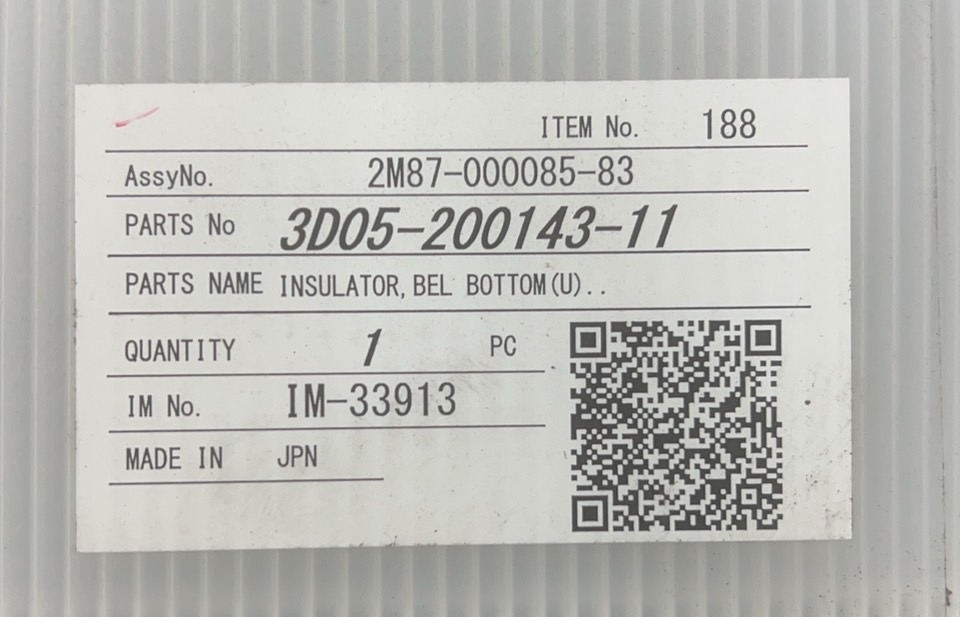 ITEM No. 188
AssyNo. 2M87-000085-83
PARTS No 3D05-200143-11
PARTS NAME INSULATOR, BEL BOTTOM(U)..
QUANTITY 1 PC
IM No. IM-33913
MADE IN JPN